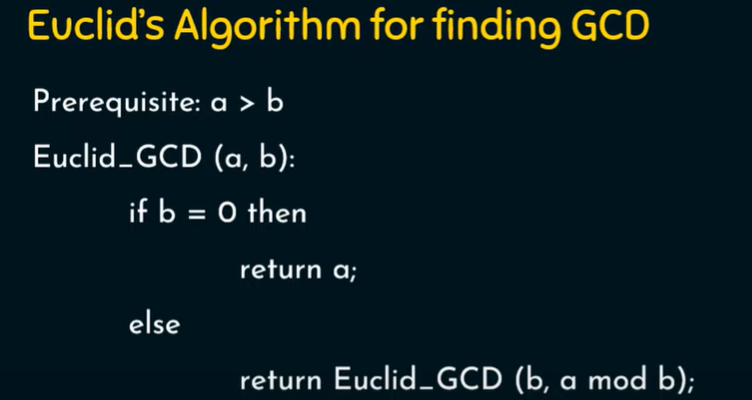 Euclid's Algorithm for finding GCD
Prerequisite: a > b
Euclid_GCD (a, b):
if b = 0 then
return a;
else
return Euclid_GCD (b, a mod b);